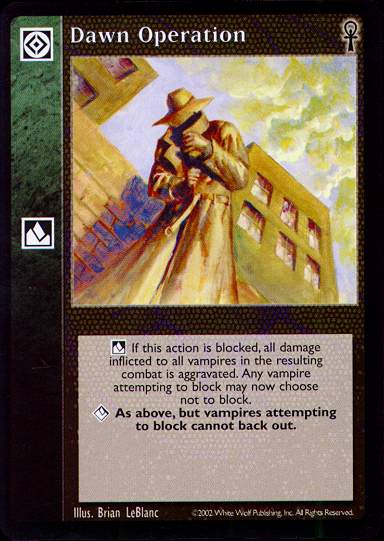 Dawn Operation
If this action is blocked, all damage
inflicted to all vampires in the resulting
combat is aggravated. Any vampire
attempting to block may now choose
not to block.
As above, but vampires attempting
to block cannot back out.
Illus. Brian LeBlanc
©2002 White Wolf Publishing, Inc. All Rights Reserved.